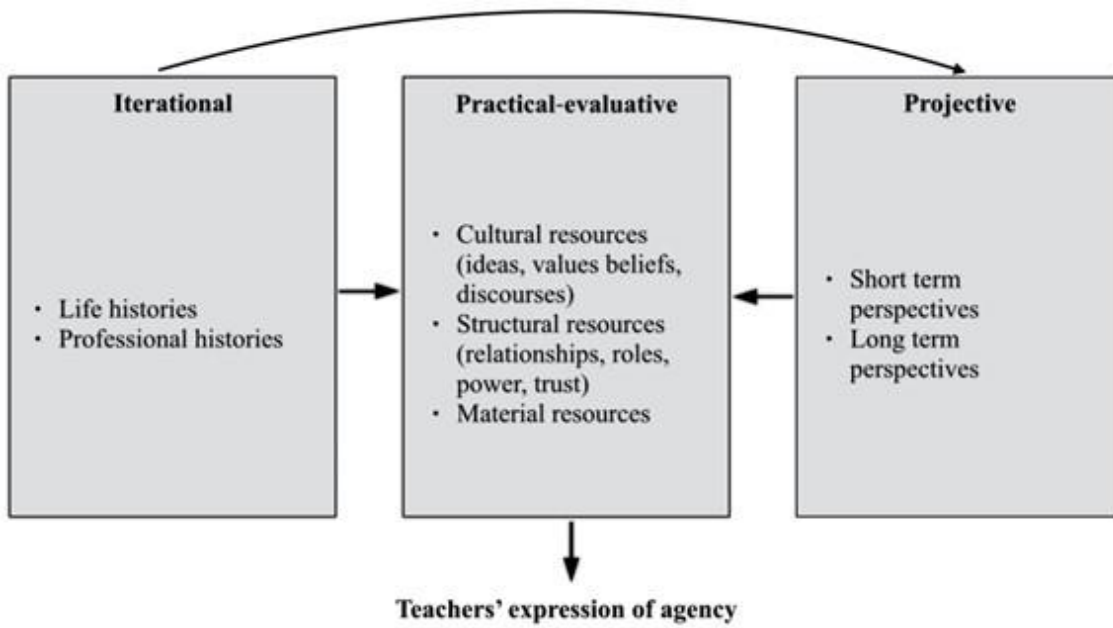 Iterational
• Life histories
• Professional histories
Practical-evaluative
• Cultural resources
(ideas, values beliefs,
discourses)
• Structural resources
(relationships, roles,
power, trust)
• Material resources
Projective
• Short term
perspectives
• Long term
perspectives
Teachers’ expression of agency